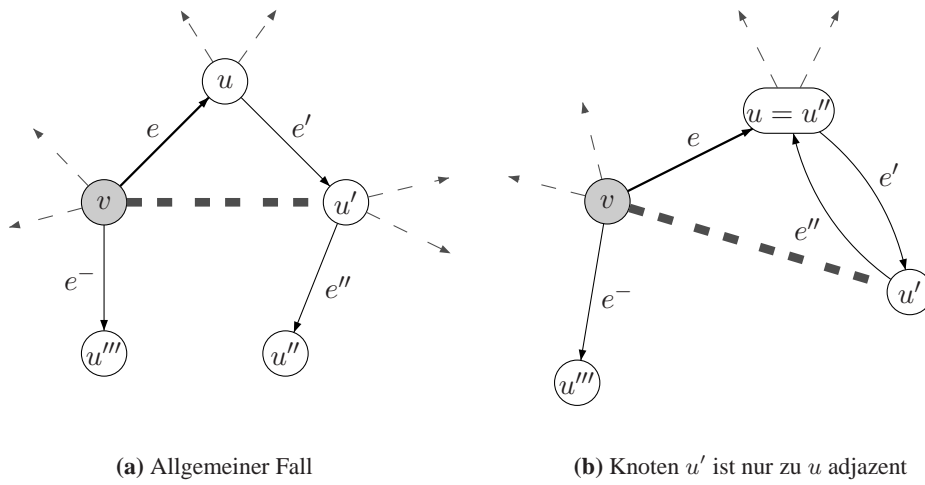 u
e
e′
v
u′
e⁻
e″
u‴
u″
(a) Allgemeiner Fall
u = u″
e
e′
v
e″
u′
e⁻
u‴
(b) Knoten u′ ist nur zu u adjazent